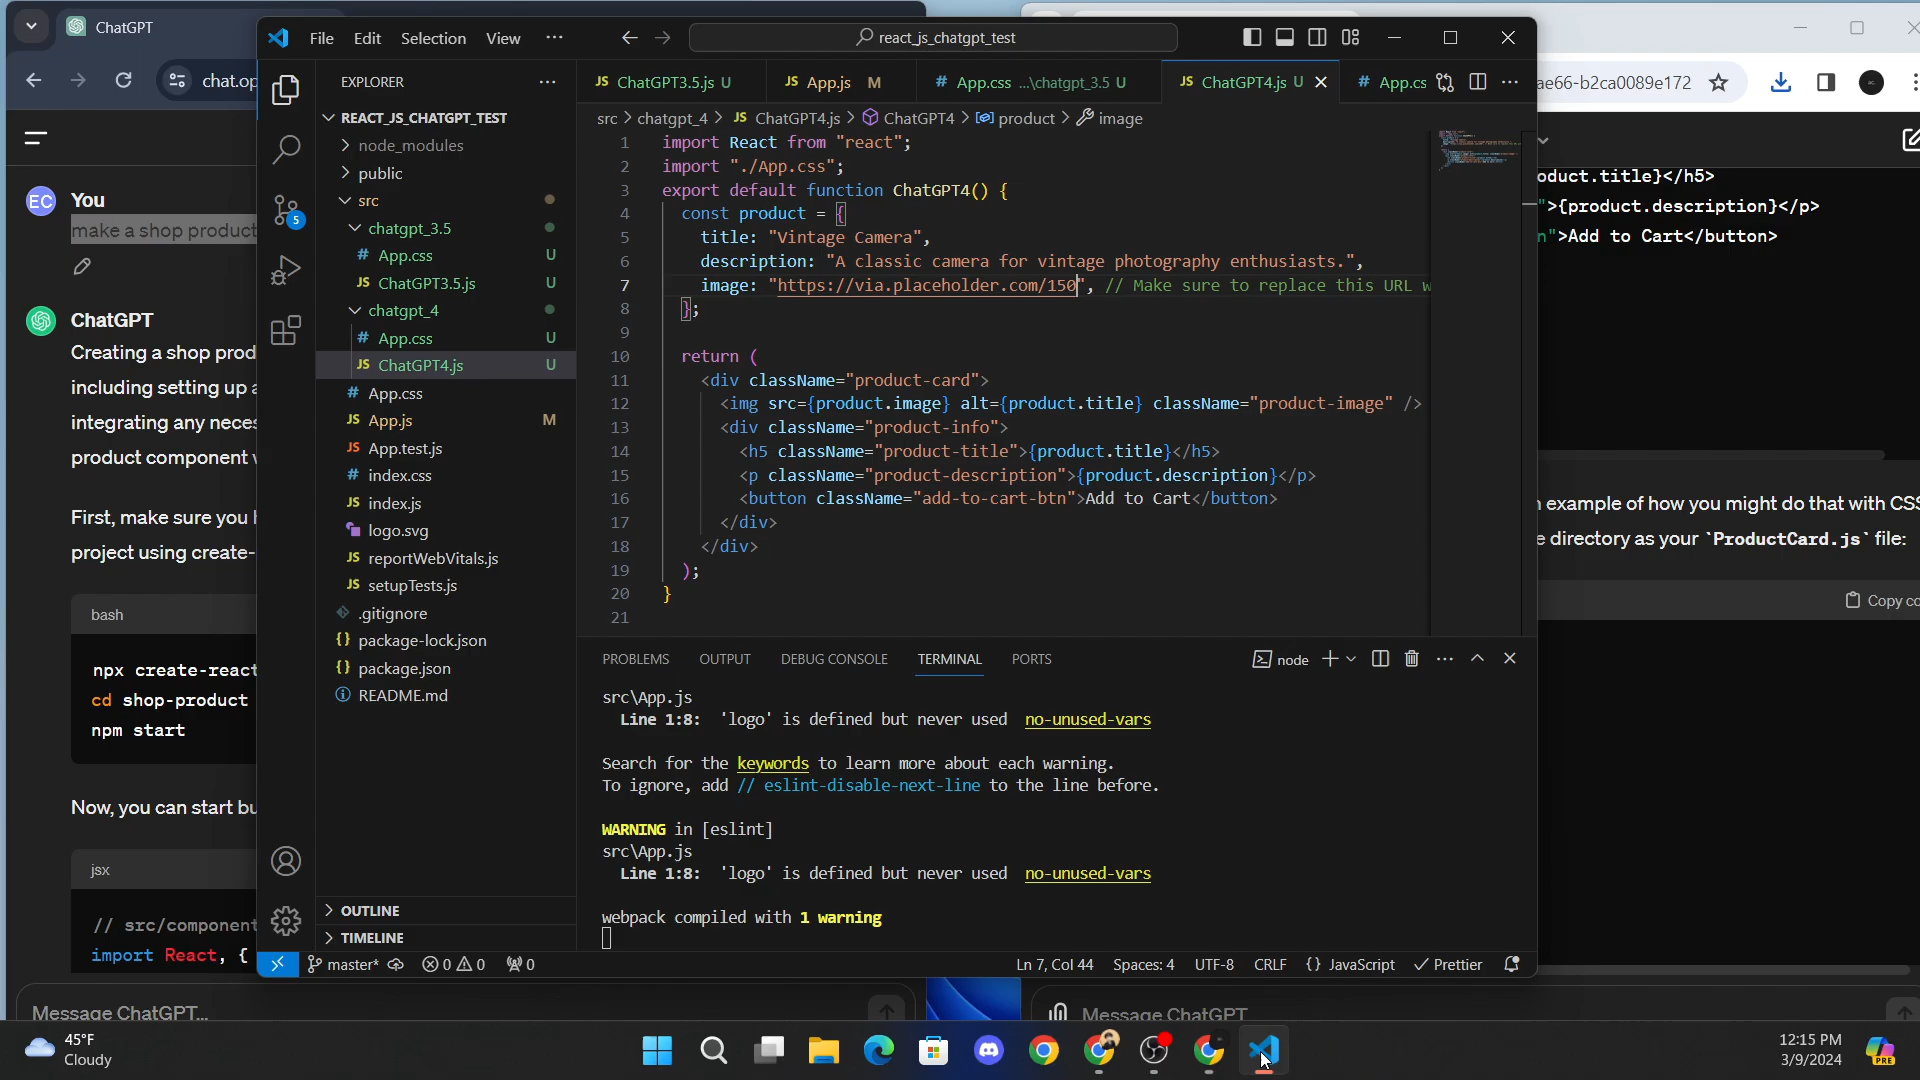 ChatGPT
chat.op
File Edit Selection View
react_js_chatgpt_test
ae66-b2ca0089e172
EXPLORER
JS ChatGPT3.5.js U
JS App.js M
# App.css ...\chatgpt_3.5 U
JS ChatGPT4.js U
# App.cs
src > chatgpt_4 > JS ChatGPT4.js > ChatGPT4 > product > image
REACT_JS_CHATGPT_TEST
node_modules
public
src
chatgpt_3.5
# App.css U
JS ChatGPT3.5.js U
chatgpt_4
# App.css U
JS ChatGPT4.js U
# App.css
JS App.js M
JS App.test.js
# index.css
JS index.js
logo.svg
JS reportWebVitals.js
JS setupTests.js
.gitignore
{} package-lock.json
{} package.json
README.md
OUTLINE
TIMELINE
5
1 import React from "react";
2 import "./App.css";
3 export default function ChatGPT4() {
4 const product = {
5 title: "Vintage Camera",
6 description: "A classic camera for vintage photography enthusiasts.",
7 image: "https://via.placeholder.com/150", // Make sure to replace this URL w
8 };
9
10 return (
11 <div className="product-card">
12 <img src={product.image} alt={product.title} className="product-image" />
13 <div className="product-info">
14 <h5 className="product-title">{product.title}</h5>
15 <p className="product-description">{product.description}</p>
16 <button className="add-to-cart-btn">Add to Cart</button>
17 </div>
18 </div>
19 );
20 }
21
PROBLEMS OUTPUT DEBUG CONSOLE TERMINAL PORTS
node
src\App.js
Line 1:8: 'logo' is defined but never used no-unused-vars
Search for the keywords to learn more about each warning.
To ignore, add // eslint-disable-next-line to the line before.
WARNING in [eslint]
src\App.js
Line 1:8: 'logo' is defined but never used no-unused-vars
webpack compiled with 1 warning
master* 0 0 0
Ln 7, Col 44 Spaces: 4 UTF-8 CRLF {} JavaScript Prettier
EC You
make a shop product
ChatGPT
Creating a shop prod
including setting up a
integrating any neces
product component
First, make sure you
project using create-
bash
npx create-react
cd shop-product
npm start
Now, you can start bu
jsx
// src/component
import React, {
Message ChatGPT...
oduct.title}</h5>
">{product.description}</p>
n">Add to Cart</button>
example of how you might do that with CSS
e directory as your `ProductCard.js` file:
Copy co
Message ChatGPT
45°F
Cloudy
12:15 PM
3/9/2024
PRE